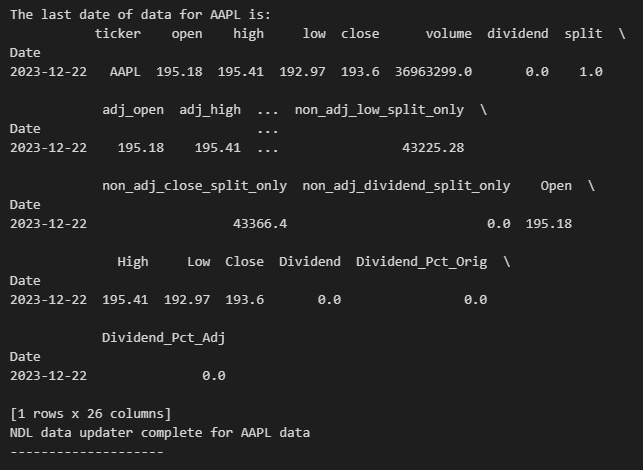 The last date of data for AAPL is:
           ticker    open    high     low  close      volume  dividend  split  \
Date
2023-12-22   AAPL  195.18  195.41  192.97  193.6  36963299.0       0.0    1.0

            adj_open  adj_high  ...  non_adj_low_split_only  \
Date                            ...
2023-12-22    195.18    195.41  ...                43225.28

            non_adj_close_split_only  non_adj_dividend_split_only    Open  \
Date
2023-12-22                   43366.4                          0.0  195.18

              High     Low  Close  Dividend  Dividend_Pct_Orig  \
Date
2023-12-22  195.41  192.97  193.6       0.0                0.0

            Dividend_Pct_Adj
Date
2023-12-22               0.0

[1 rows x 26 columns]
NDL data updater complete for AAPL data
--------------------